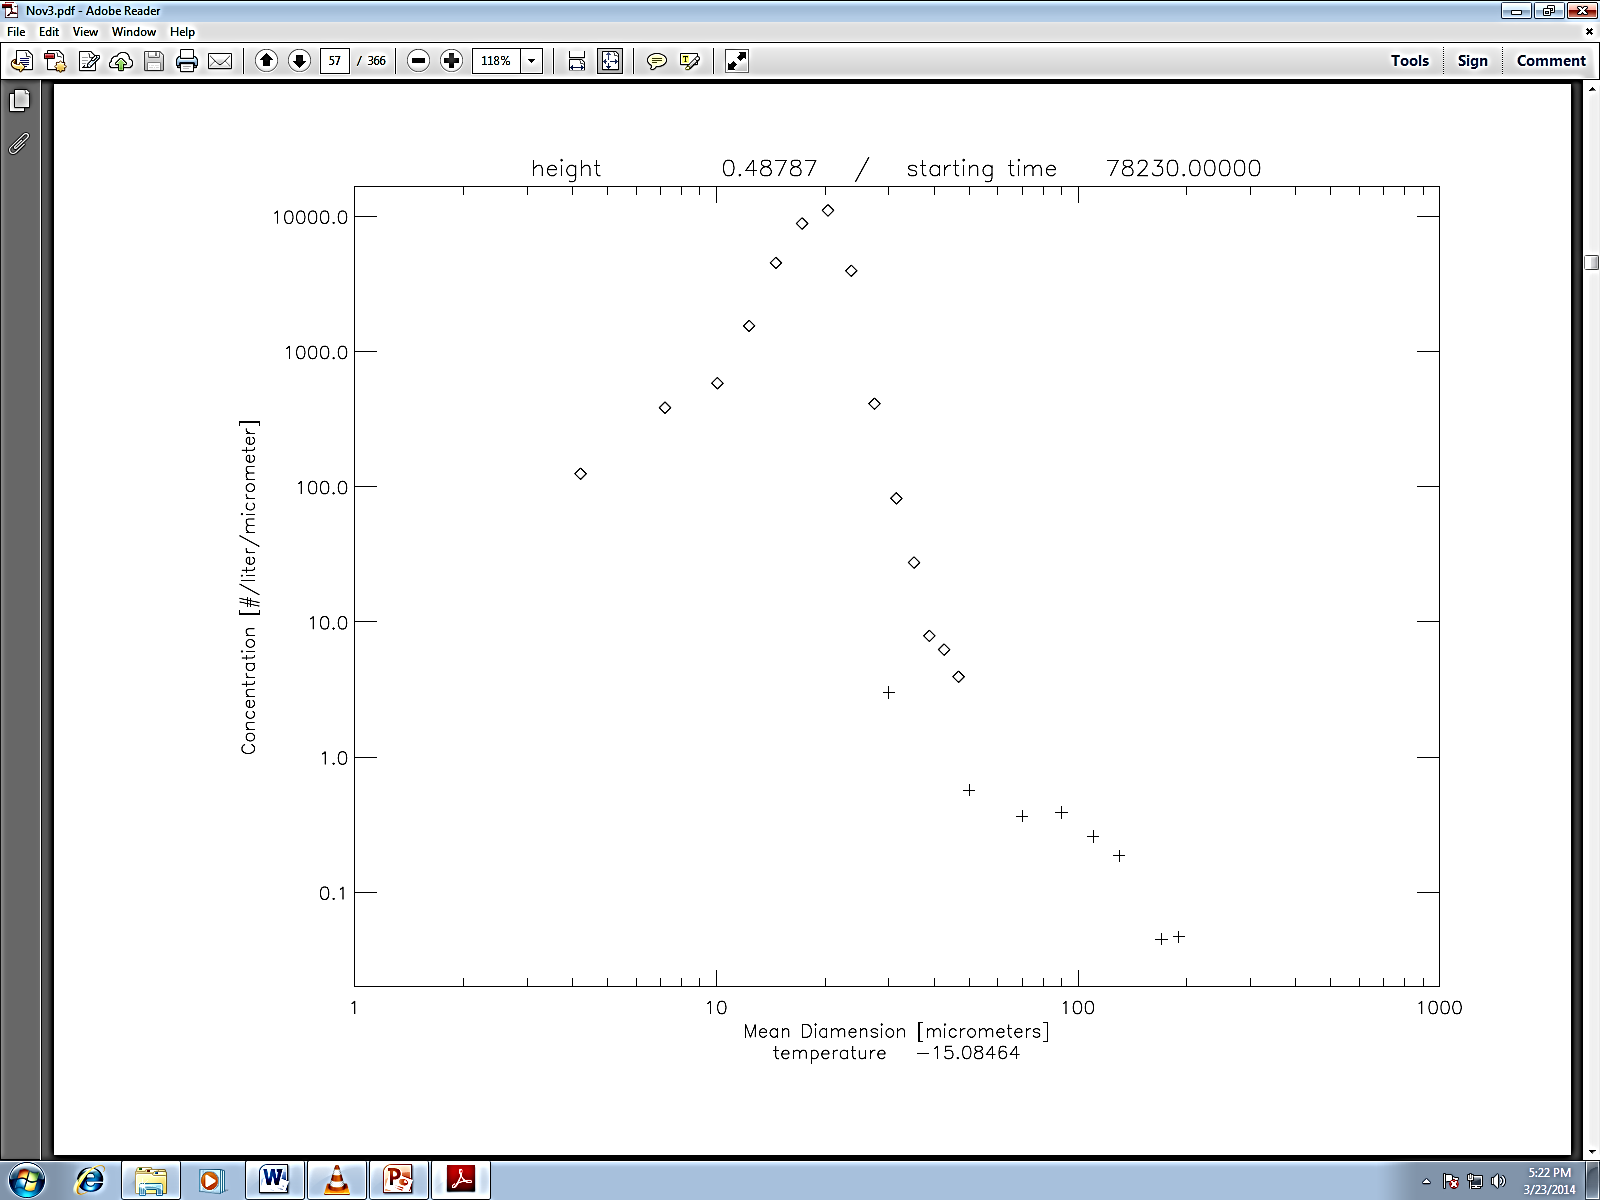 Nov3.pdf - Adobe Reader
File Edit View Window Help
57 / 366 118% Tools Sign Comment
height 0.48787 / starting time 78230.00000
10000.0
1000.0
100.0
10.0
1.0
0.1
Concentration [#/liter/micrometer]
1 10 100 1000
Mean Diamension [micrometers]
temperature −15.08464
5:22 PM
3/23/2014